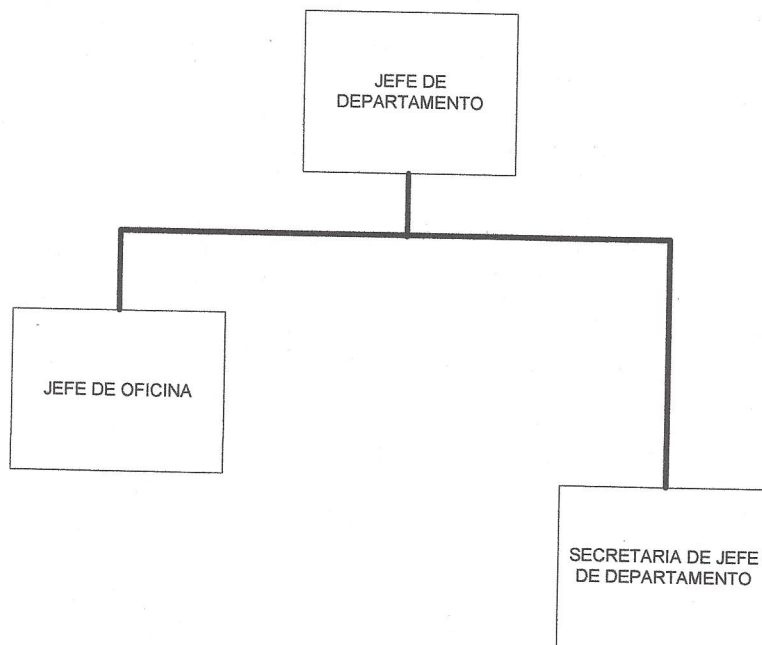 JEFE DE
DEPARTAMENTO
JEFE DE OFICINA
SECRETARIA DE JEFE
DE DEPARTAMENTO